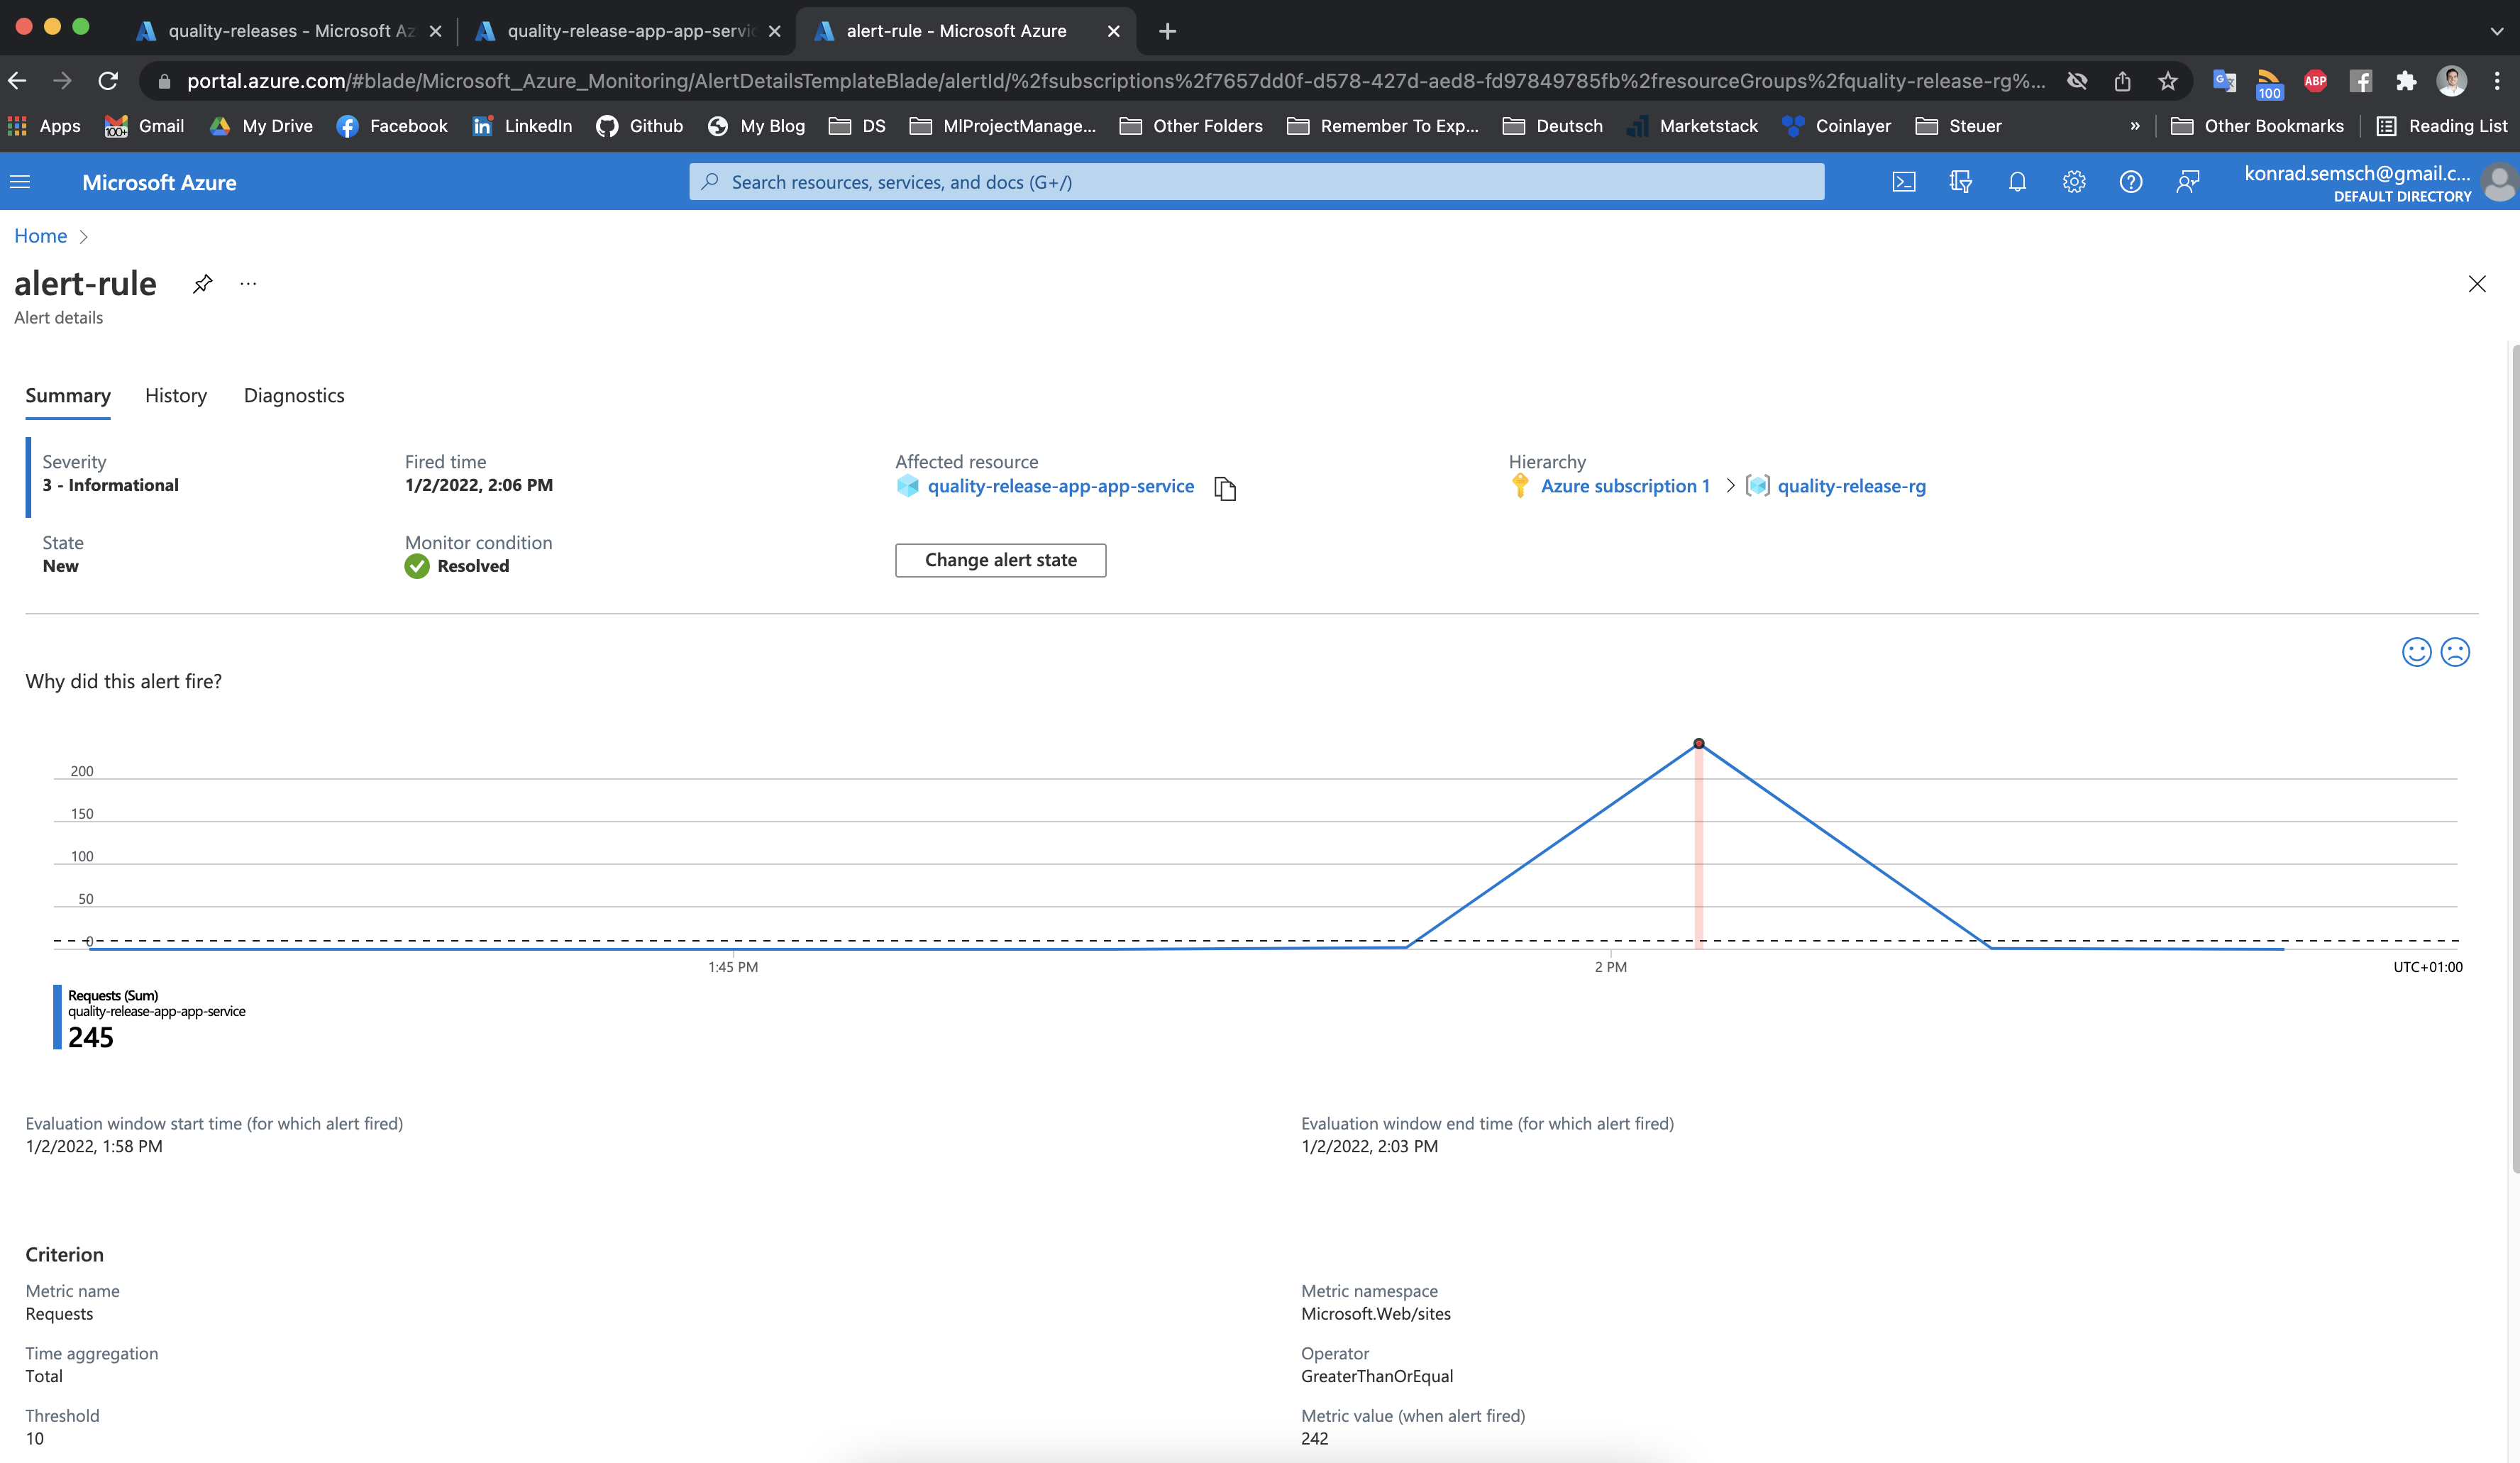 quality-releases - Microsoft Az
quality-release-app-app-servic
alert-rule - Microsoft Azure
portal.azure.com/#blade/Microsoft_Azure_Monitoring/AlertDetailsTemplateBlade/alertId/%2fsubscriptions%2f7657dd0f-d578-427d-aed8-fd97849785fb%2fresourceGroups%2fquality-release-rg%...
100
ABP
Apps
100+
Gmail
My Drive
Facebook
LinkedIn
Github
My Blog
DS
MlProjectManage...
Other Folders
Remember To Exp...
Deutsch
Marketstack
Coinlayer
Steuer
»
Other Bookmarks
Reading List
Microsoft Azure
Search resources, services, and docs (G+/)
konrad.semsch@gmail.c...
DEFAULT DIRECTORY
Home
alert-rule
...
Alert details
Summary
History
Diagnostics
Severity
3 - Informational
Fired time
1/2/2022, 2:06 PM
Affected resource
quality-release-app-app-service
Hierarchy
Azure subscription 1 > quality-release-rg
State
New
Monitor condition
Resolved
Change alert state
Why did this alert fire?
200
150
100
50
0
1:45 PM
2 PM
UTC+01:00
Requests (Sum)
quality-release-app-app-service
245
Evaluation window start time (for which alert fired)
1/2/2022, 1:58 PM
Evaluation window end time (for which alert fired)
1/2/2022, 2:03 PM
Criterion
Metric name
Requests
Metric namespace
Microsoft.Web/sites
Time aggregation
Total
Operator
GreaterThanOrEqual
Threshold
10
Metric value (when alert fired)
242